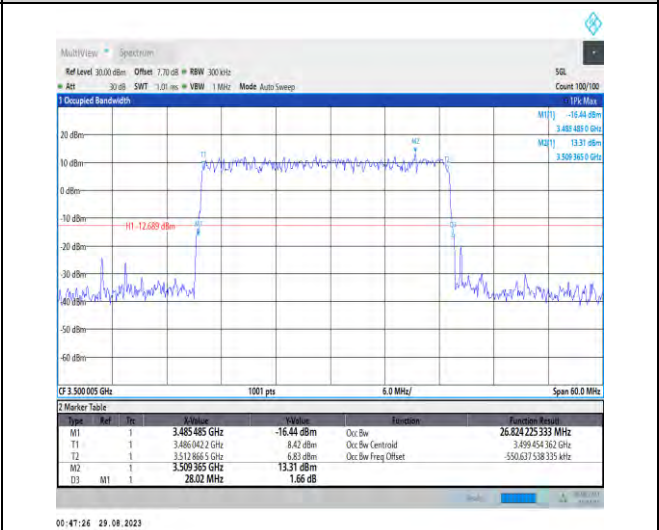 MultiView Spectrum
Ref Level 30.00 dBm Offset 7.70 dB RBW 300 kHz SGL
Att 30 dB SWT 1.01 ms VBW 1 MHz Mode Auto Sweep Count 100/100
1 Occupied Bandwidth 1Pk Max
M1[1] -16.44 dBm
3.485 485 0 GHz
20 dBm M2 M2[1] 13.31 dBm
3.509 365 0 GHz
10 dBm T1 T2
0 dBm
-10 dBm
H1 -12.689 dBm M1 D3
-20 dBm
-30 dBm
-40 dBm
-50 dBm
-60 dBm
CF 3.500 005 GHz 1001 pts 6.0 MHz/ Span 60.0 MHz
2 Marker Table
Type Ref Trc X-Value Y-Value Function Function Result
M1 1 3.485 485 GHz -16.44 dBm Occ Bw 26.824 225 333 MHz
T1 1 3.486 042 2 GHz 8.42 dBm Occ Bw Centroid 3.499 454 362 GHz
T2 1 3.512 866 5 GHz 6.83 dBm Occ Bw Freq Offset -550.637 538 335 kHz
M2 1 3.509 365 GHz 13.31 dBm
D3 M1 1 28.02 MHz 1.66 dB
00:47:26 29.08.2023